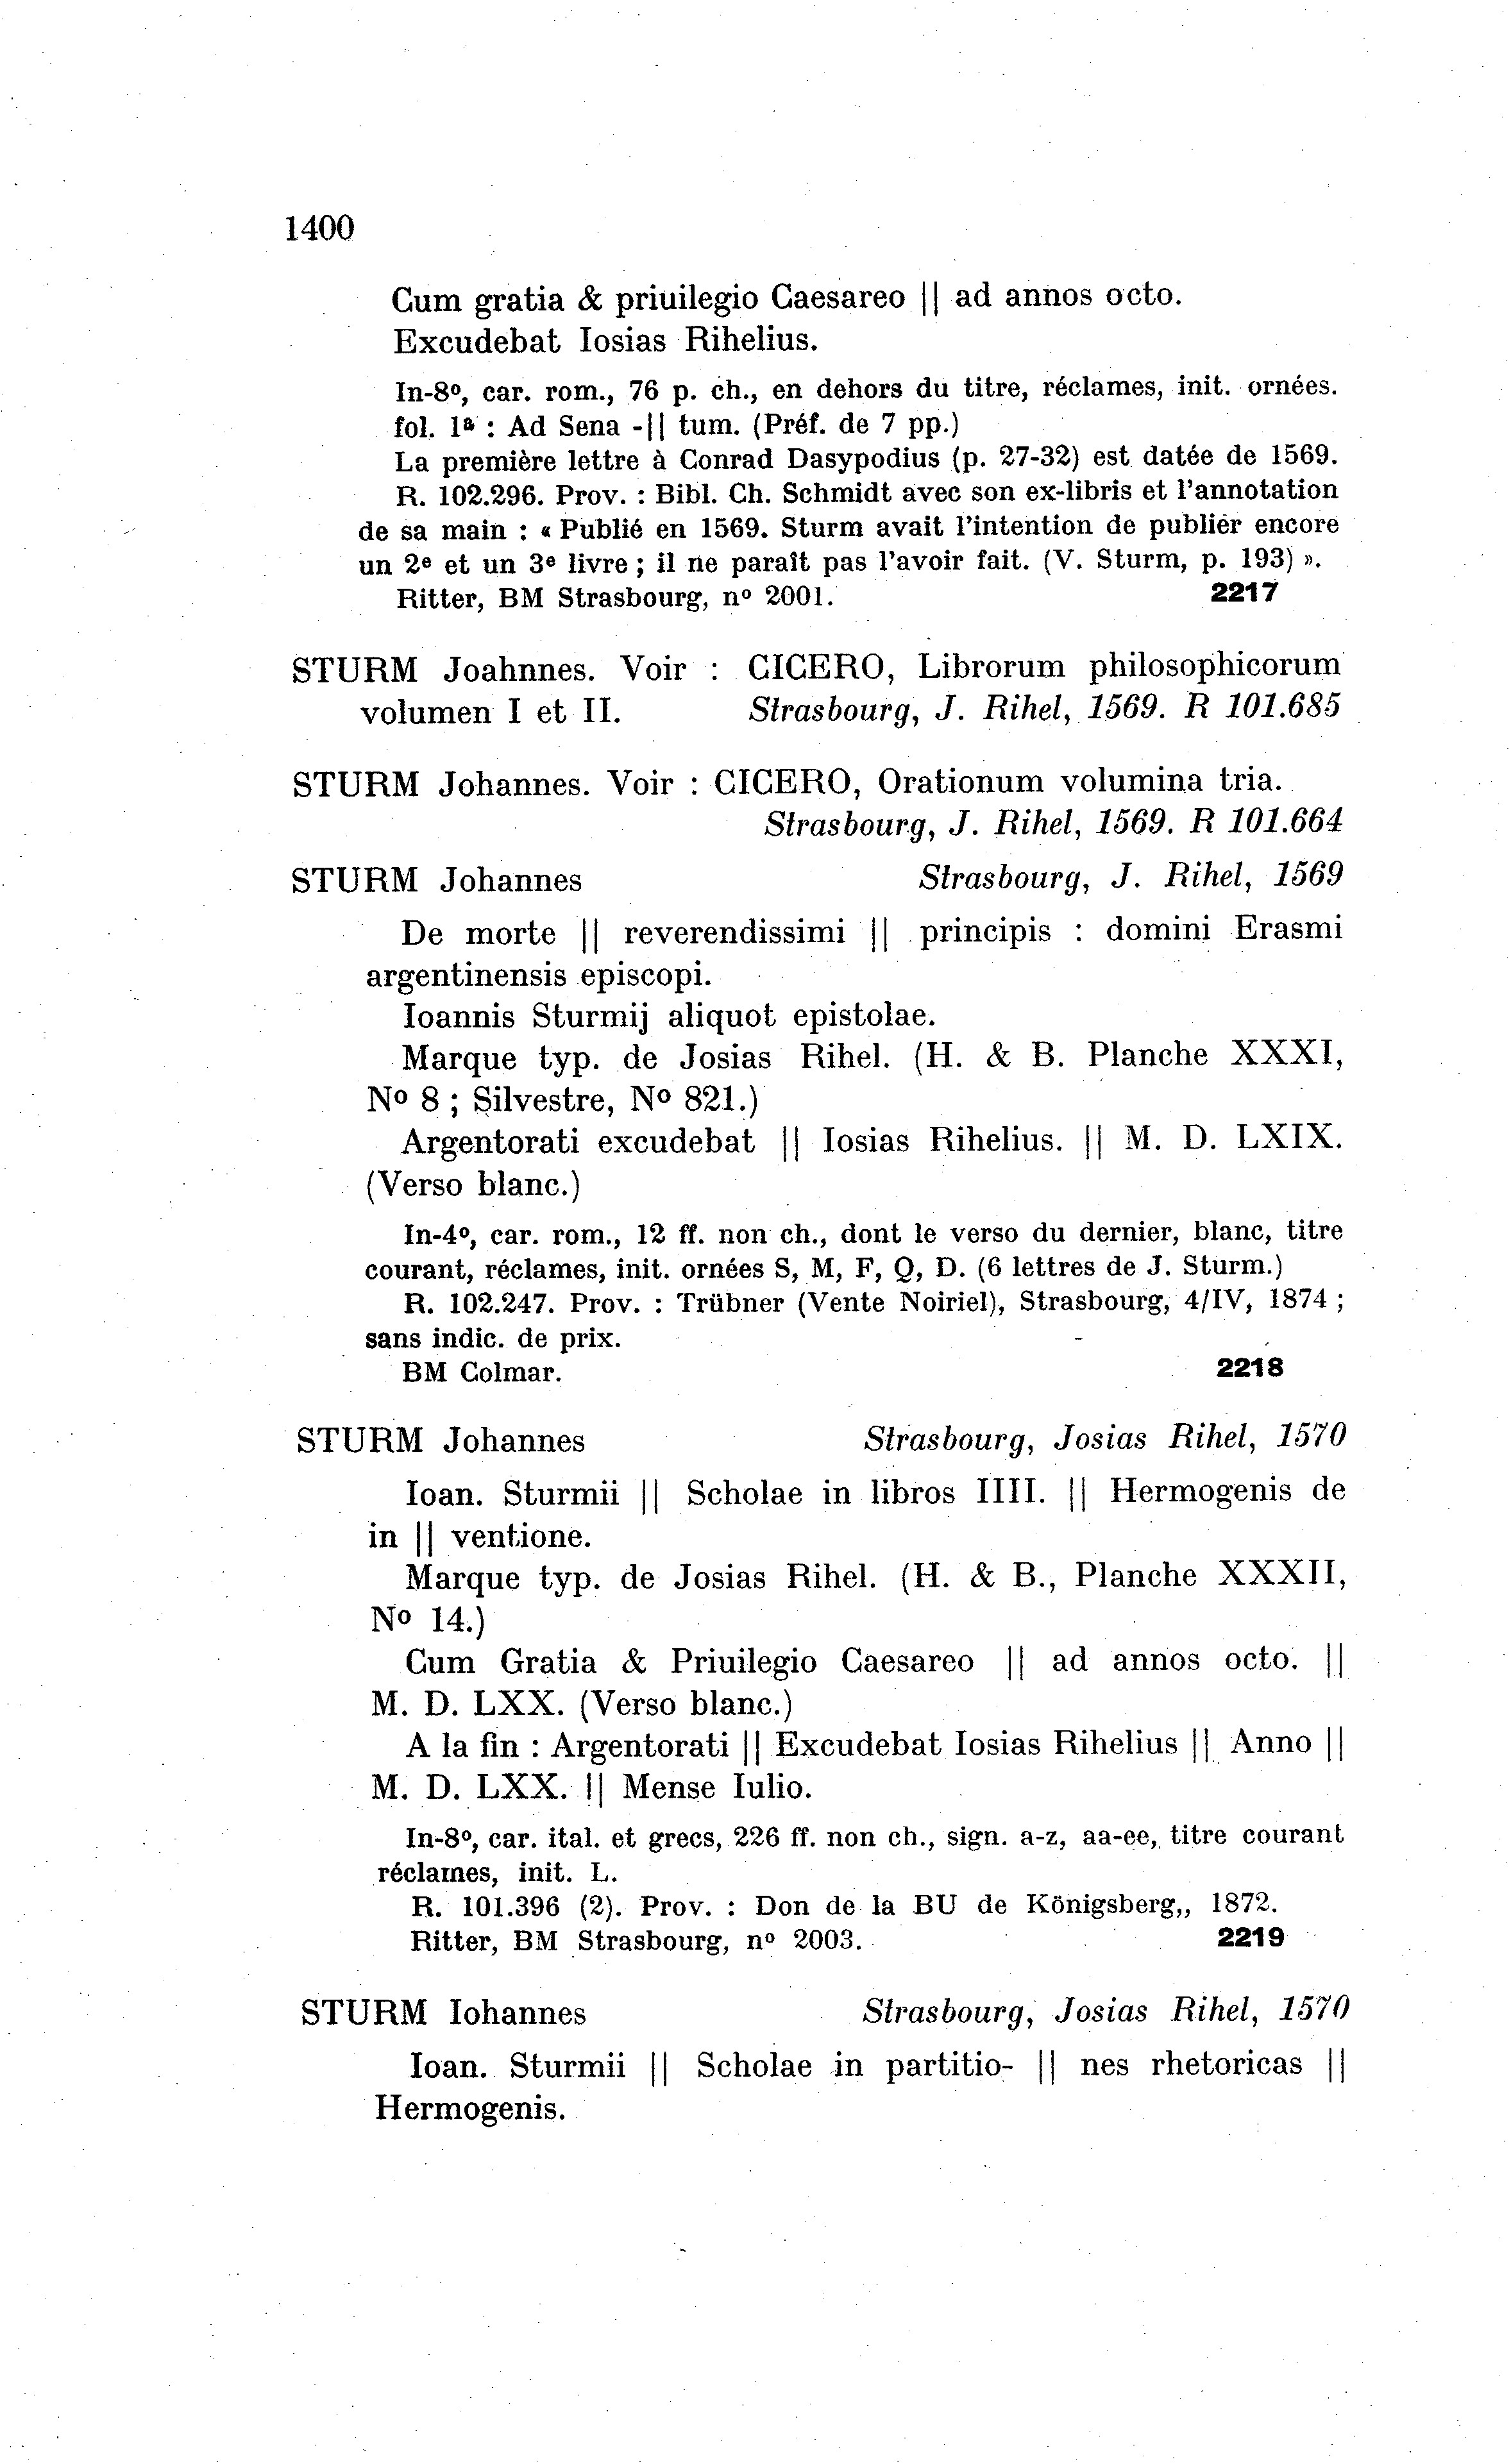 1400
Cum gratia & priuilegio Caesareo || ad annos octo.
Excudebat Iosias Rihelius.
In-8º, car. rom., 76 p. ch., en dehors du titre, réclames, init. ornées.
fol. 1ª : Ad Sena -|| tum. (Préf. de 7 pp.)
La première lettre à Conrad Dasypodius (p. 27-32) est datée de 1569.
R. 102.296. Prov. : Bibl. Ch. Schmidt avec son ex-libris et l'annotation
de sa main : « Publié en 1569. Sturm avait l'intention de publier encore
un 2e et un 3e livre ; il ne paraît pas l'avoir fait. (V. Sturm, p. 193) ».
Ritter, BM Strasbourg, nº 2001. 2217
STURM Joahnnes. Voir : CICERO, Librorum philosophicorum
volumen I et II. Strasbourg, J. Rihel, 1569. R 101.685
STURM Johannes. Voir : CICERO, Orationum volumina tria.
Strasbourg, J. Rihel, 1569. R 101.664
STURM Johannes Strasbourg, J. Rihel, 1569
De morte || reverendissimi || principis : domini Erasmi
argentinensis episcopi.
Ioannis Sturmij aliquot epistolae.
Marque typ. de Josias Rihel. (H. & B. Planche XXXI,
Nº 8 ; Silvestre, Nº 821.)
Argentorati excudebat || Iosias Rihelius. || M. D. LXIX.
(Verso blanc.)
In-4º, car. rom., 12 ff. non ch., dont le verso du dernier, blanc, titre
courant, réclames, init. ornées S, M, F, Q, D. (6 lettres de J. Sturm.)
R. 102.247. Prov. : Trübner (Vente Noiriel), Strasbourg, 4/IV, 1874 ;
sans indic. de prix.
BM Colmar. 2218
STURM Johannes Strasbourg, Josias Rihel, 1570
Ioan. Sturmii || Scholae in libros IIII. || Hermogenis de
in || ventione.
Marque typ. de Josias Rihel. (H. & B., Planche XXXII,
Nº 14.)
Cum Gratia & Priuilegio Caesareo || ad annos octo. ||
M. D. LXX. (Verso blanc.)
A la fin : Argentorati || Excudebat Iosias Rihelius || Anno ||
M. D. LXX. || Mense Iulio.
In-8º, car. ital. et grecs, 226 ff. non ch., sign. a-z, aa-ee, titre courant
réclames, init. L.
R. 101.396 (2). Prov. : Don de la BU de Königsberg,, 1872.
Ritter, BM Strasbourg, nº 2003. 2219
STURM Iohannes Strasbourg, Josias Rihel, 1570
Ioan. Sturmii || Scholae in partitio- || nes rhetoricas ||
Hermogenis.